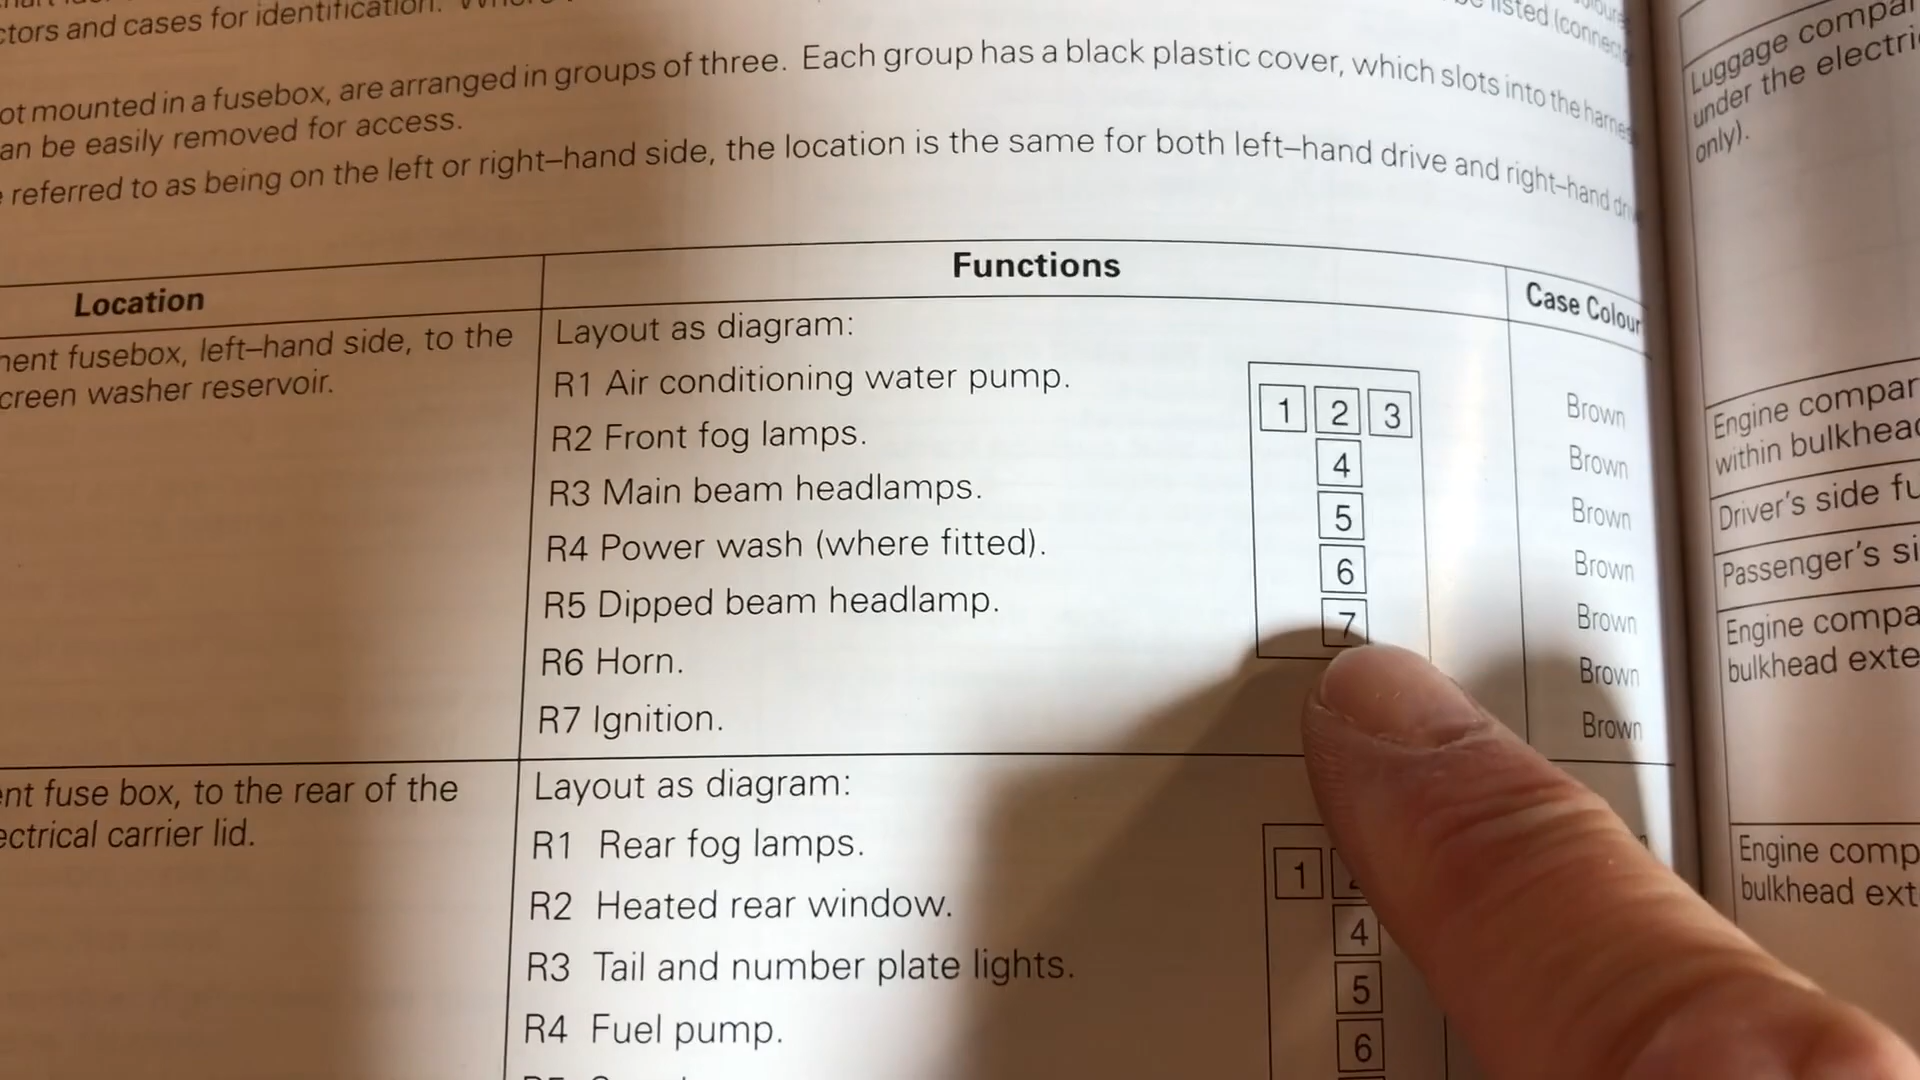 ctors and cases for identification.
listed (connec
ot mounted in a fusebox, are arranged in groups of three. Each group has a black plastic cover, which slots into the harnes
an be easily removed for access.
referred to as being on the left or right–hand side, the location is the same for both left–hand drive and right–hand dri
Location
Functions
Case Colour
ment fusebox, left–hand side, to the
creen washer reservoir.
Layout as diagram:
R1 Air conditioning water pump.
R2 Front fog lamps.
R3 Main beam headlamps.
R4 Power wash (where fitted).
R5 Dipped beam headlamp.
R6 Horn.
R7 Ignition.
1 2 3
4
5
6
7
Brown
Brown
Brown
Brown
Brown
Brown
Brown
ent fuse box, to the rear of the
ectrical carrier lid.
Layout as diagram:
R1 Rear fog lamps.
R2 Heated rear window.
R3 Tail and number plate lights.
R4 Fuel pump.
1
4
5
6
Luggage compar
under the electri
only).
Engine compar
within bulkhead
Driver's side fu
Passenger's si
Engine compa
bulkhead exte
Engine comp
bulkhead ext